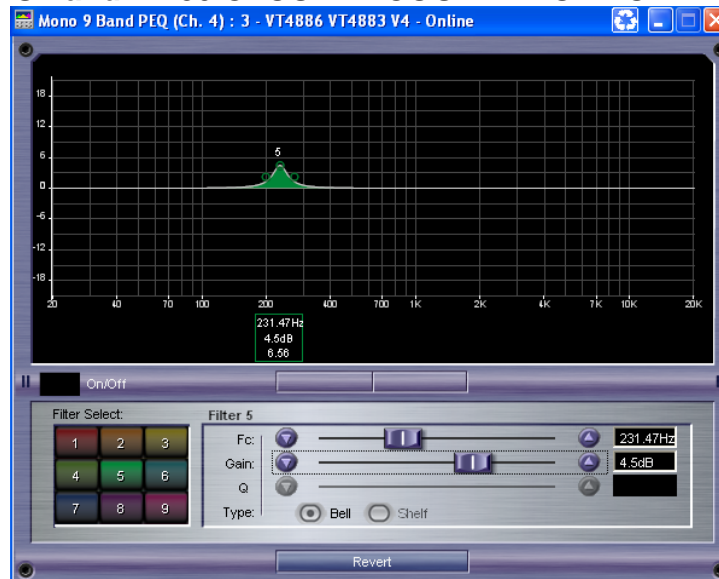 Mono 9 Band PEQ (Ch. 4) : 3 - VT4886 VT4883 V4 - Online
18
12
6
0
-6
-12
-18
5
20 40 70 100 200 400 700 1K 2K 4K 7K 10K 20K
231.47Hz
4.5dB
6.56
On/Off
Filter Select:
1 2 3
4 5 6
7 8 9
Filter 5
Fc: 231.47Hz
Gain: 4.5dB
Q
Type: Bell Shelf
Revert